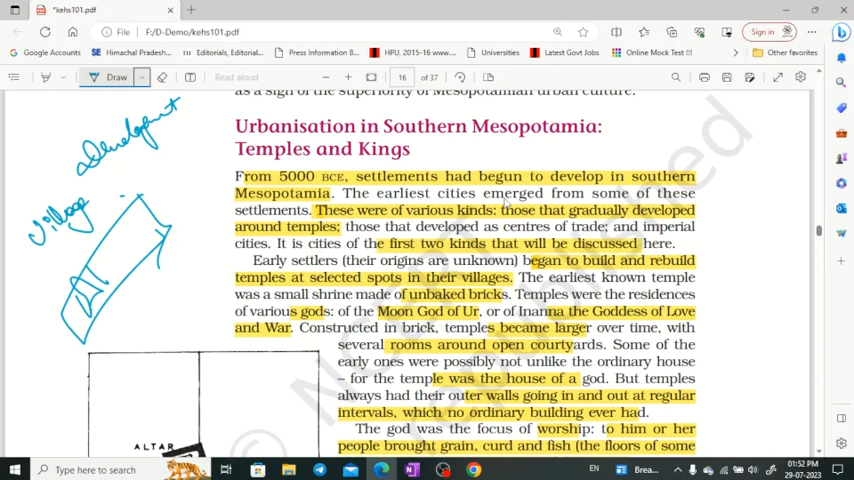 *kehs101.pdf
File
F:/D-Demo/kehs101.pdf
Sign in
Google Accounts
Himachal Pradesh...
Editorials, Editorial...
Press Information B...
HPU, 2015-16 www....
Universities
Latest Govt Jobs
Online Mock Test !!!
Other favorites
Draw
Read aloud
16 of 37
as a sign of the superiority of Mesopotamian urban culture.
Urbanisation in Southern Mesopotamia:
Temples and Kings
From 5000 BCE, settlements had begun to develop in southern
Mesopotamia. The earliest cities emerged from some of these
settlements. These were of various kinds: those that gradually developed
around temples; those that developed as centres of trade; and imperial
cities. It is cities of the first two kinds that will be discussed here.
Early settlers (their origins are unknown) began to build and rebuild
temples at selected spots in their villages. The earliest known temple
was a small shrine made of unbaked bricks. Temples were the residences
of various gods: of the Moon God of Ur, or of Inanna the Goddess of Love
and War. Constructed in brick, temples became larger over time, with
several rooms around open courtyards. Some of the
early ones were possibly not unlike the ordinary house
– for the temple was the house of a god. But temples
always had their outer walls going in and out at regular
intervals, which no ordinary building ever had.
The god was the focus of worship: to him or her
people brought grain, curd and fish (the floors of some
Development
Village
ALTAR
© NCERT
Type here to search
EN
Brea...
01:52 PM
29-07-2023